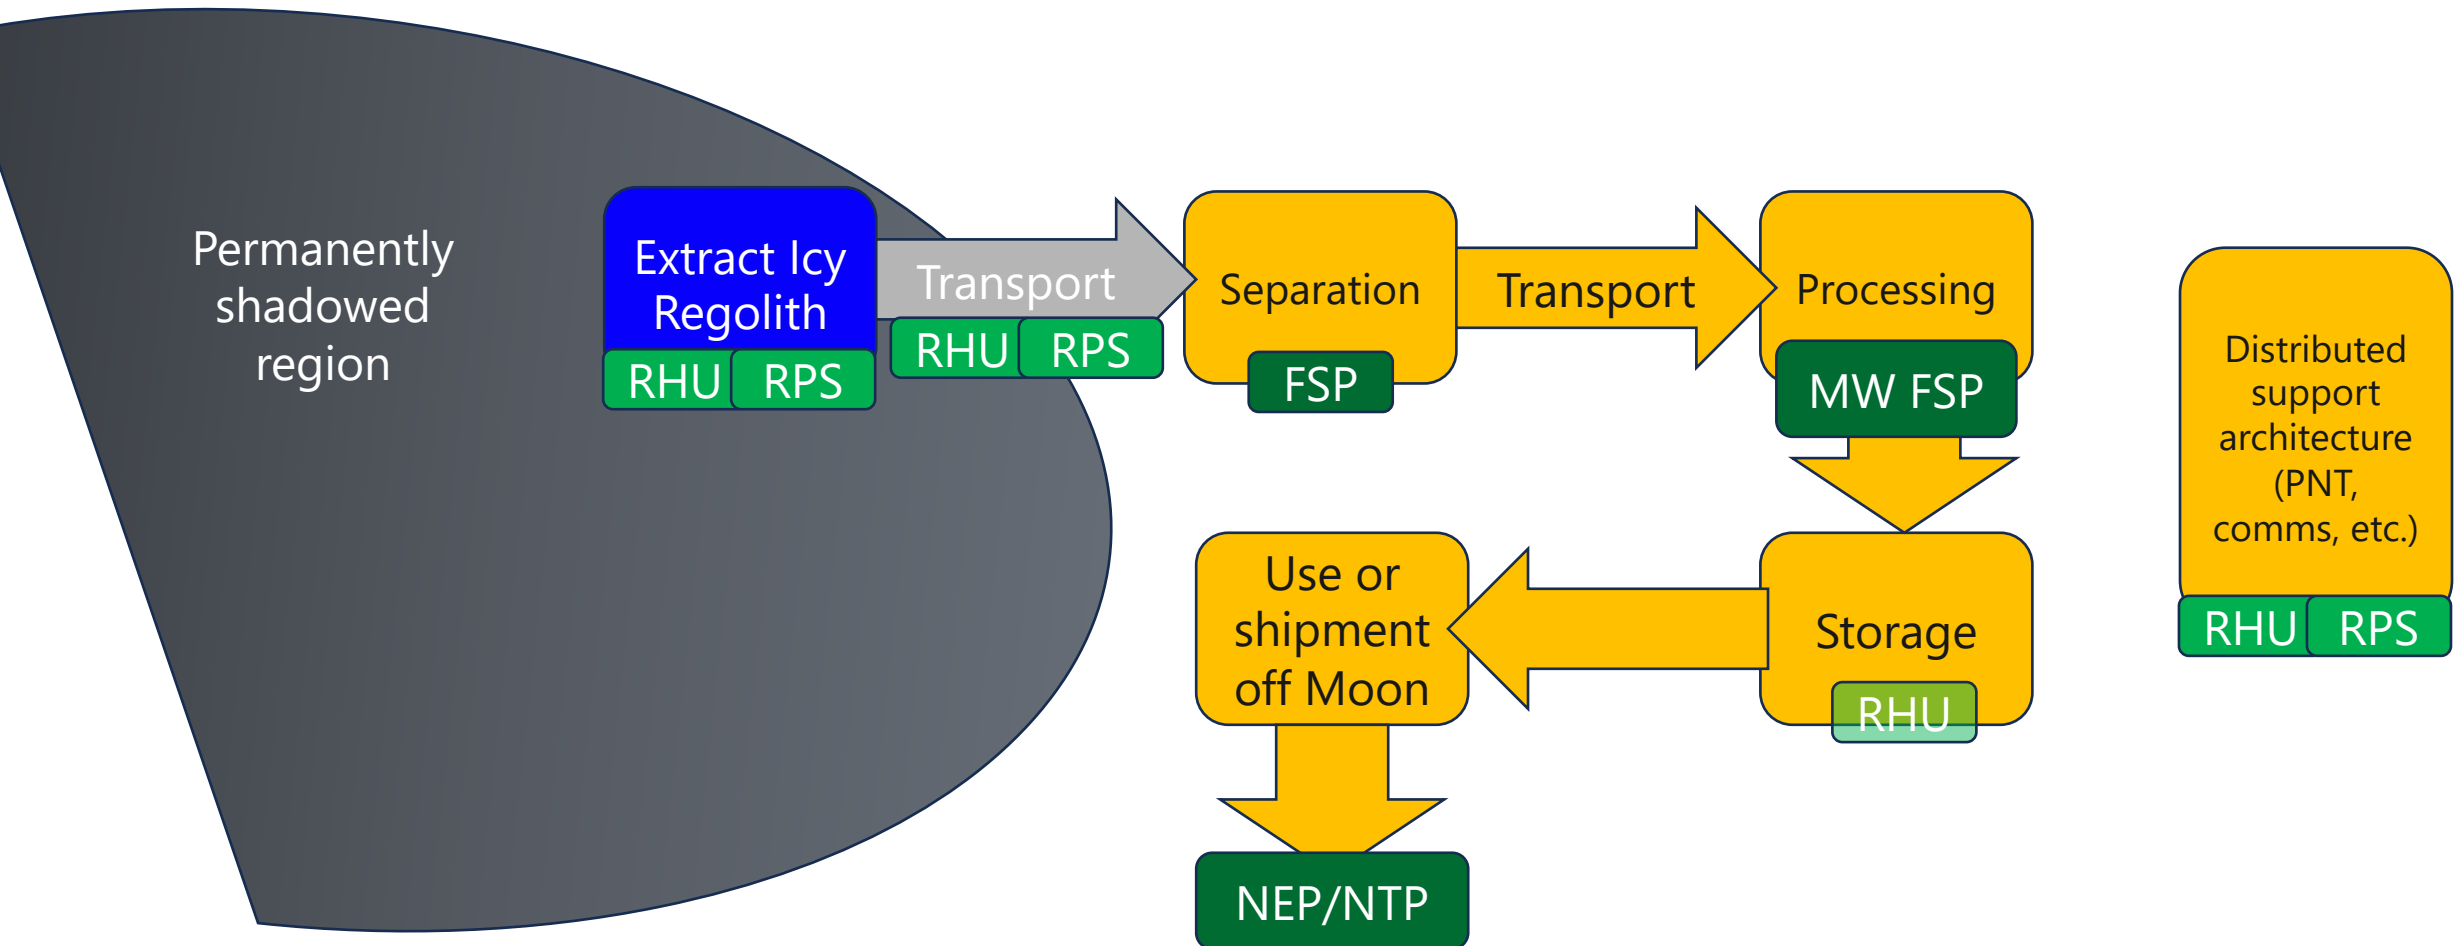 Permanently
shadowed
region
Extract Icy
Regolith
RHU
RPS
Transport
RHU
RPS
Separation
FSP
Transport
Processing
MW FSP
Storage
RHU
Use or
shipment
off Moon
NEP/NTP
Distributed
support
architecture
(PNT,
comms, etc.)
RHU
RPS